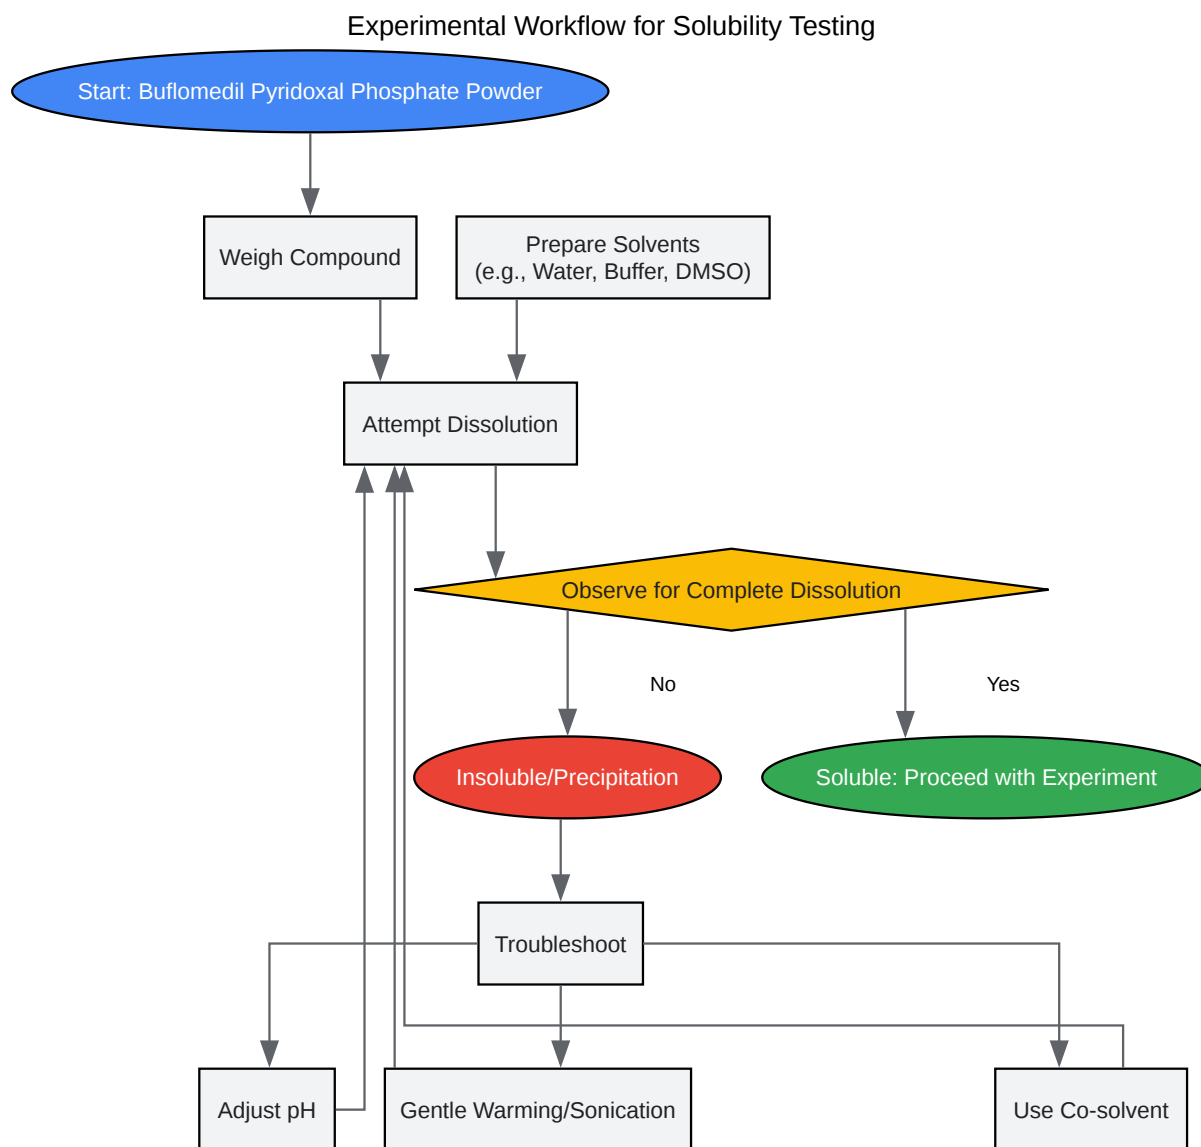 Experimental Workflow for Solubility Testing
Start: Buflomedil Pyridoxal Phosphate Powder
Weigh Compound
Prepare Solvents
(e.g., Water, Buffer, DMSO)
Attempt Dissolution
Observe for Complete Dissolution
No
Yes
Insoluble/Precipitation
Soluble: Proceed with Experiment
Troubleshoot
Adjust pH
Gentle Warming/Sonication
Use Co-solvent